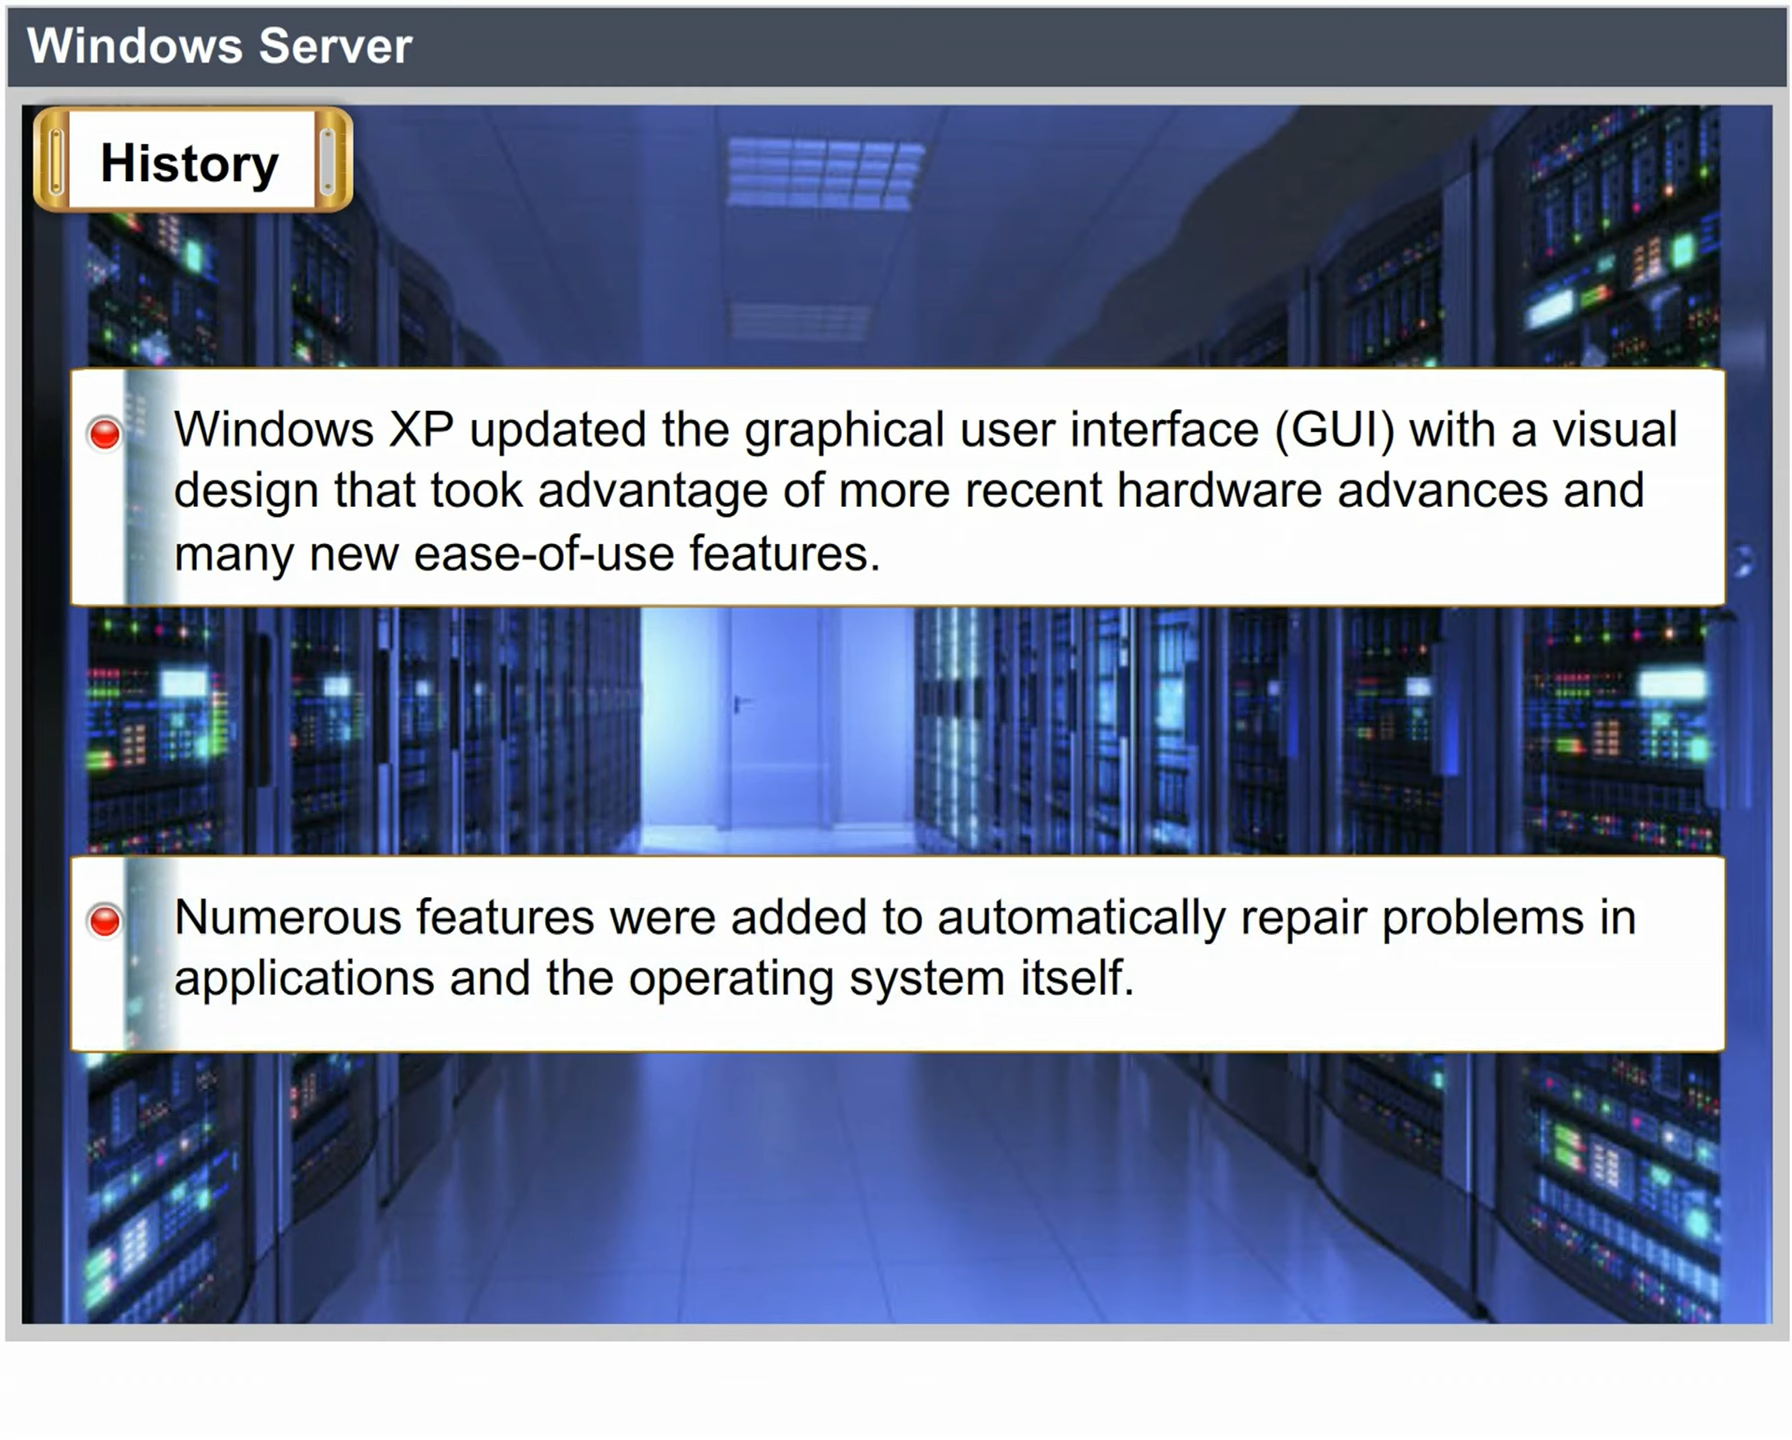 Windows Server
History
Windows XP updated the graphical user interface (GUI) with a visual
design that took advantage of more recent hardware advances and
many new ease-of-use features.
Numerous features were added to automatically repair problems in
applications and the operating system itself.